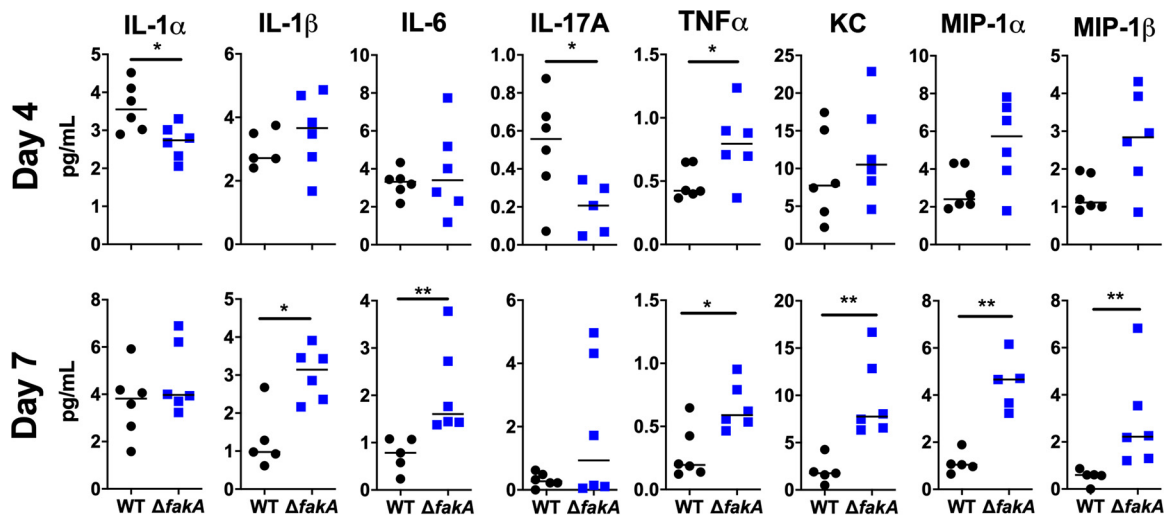 IL-1α IL-1β IL-6 IL-17A TNFα KC MIP-1α MIP-1β
Day 4
pg/mL
5 4 3 2 1 0 *
6 4 2 0
10 8 6 4 2 0
1.0 0.8 0.6 0.4 0.2 0.0 *
1.5 1.0 0.5 0.0 *
25 20 15 10 5 0
10 8 6 4 2 0
5 4 3 2 1 0
Day 7
pg/mL
8 6 4 2 0
5 4 3 2 1 0 *
4 3 2 1 0 **
6 4 2 0
1.5 1.0 0.5 0.0 *
20 15 10 5 0 **
8 6 4 2 0 **
8 6 4 2 0 **
WT ΔfakA WT ΔfakA WT ΔfakA WT ΔfakA WT ΔfakA WT ΔfakA WT ΔfakA WT ΔfakA